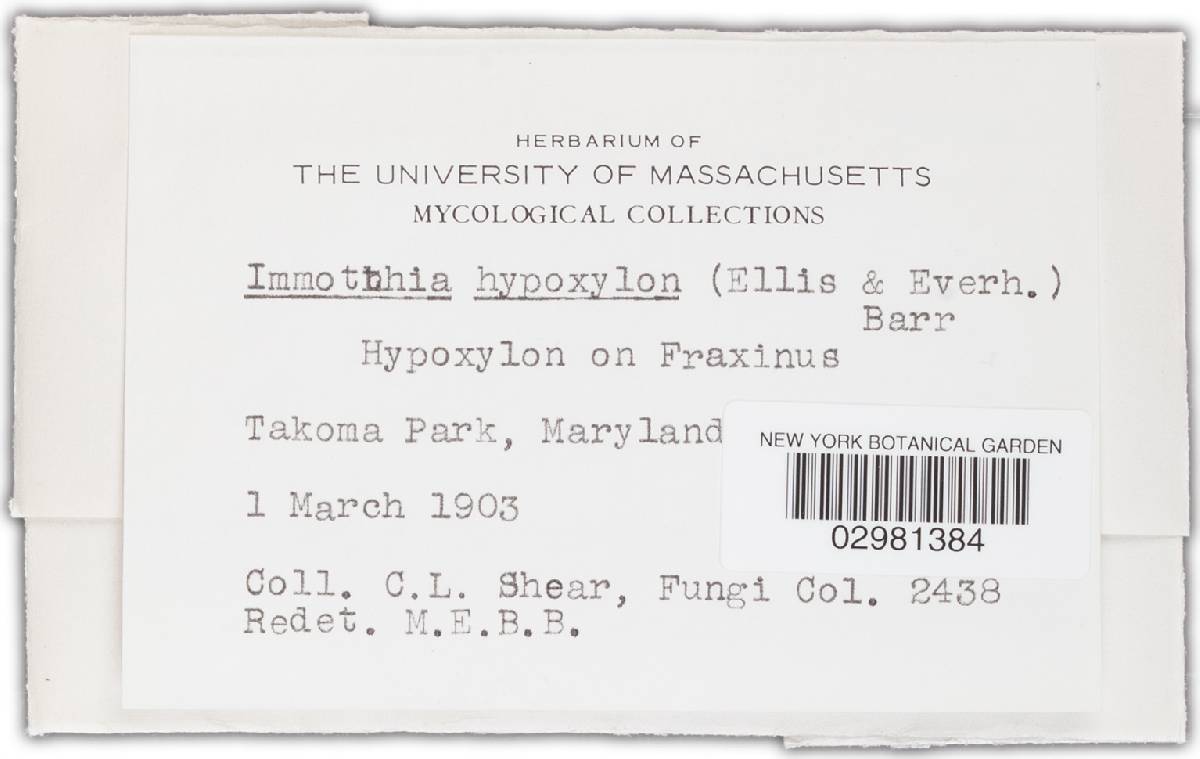 HERBARIUM OF
THE UNIVERSITY OF MASSACHUSETTS
MYCOLOGICAL COLLECTIONS
Immotthia hypoxylon (Ellis & Everh.)
Barr
Hypoxylon on Fraxinus
Takoma Park, Maryland
NEW YORK BOTANICAL GARDEN
02981384
1 March 1903
Coll. C.L. Shear, Fungi Col. 2438
Redet. M.E.B.B.